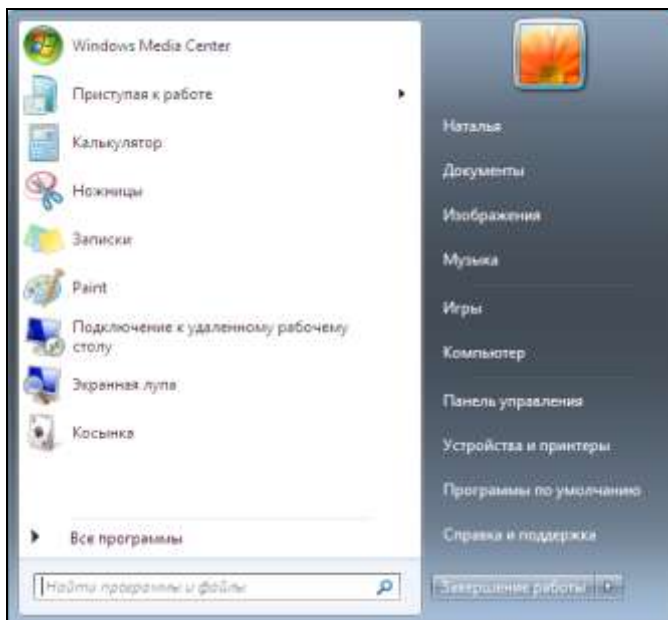 Windows Media Center
Приступая к работе
Калькулятор
Ножницы
Записки
Paint
Подключение к удаленному рабочему
столу
Экранная лупа
Косынка
Все программы
Найти программы и файлы
Наталья
Документы
Изображения
Музыка
Игры
Компьютер
Панель управления
Устройства и принтеры
Программы по умолчанию
Справка и поддержка
Завершение работы